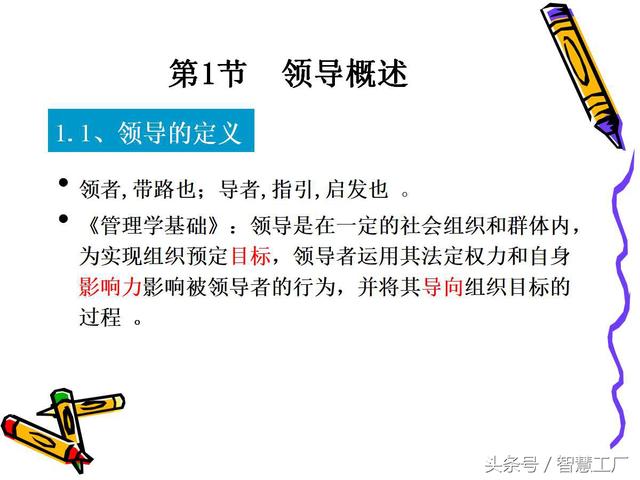 第1节 领导概述
1.1、领导的定义
• 领者,带路也；导者,指引,启发也 。
• 《管理学基础》：领导是在一定的社会组织和群体内，
为实现组织预定目标，领导者运用其法定权力和自身
影响力影响被领导者的行为，并将其导向组织目标的
过程 。
头条号 / 智慧工厂